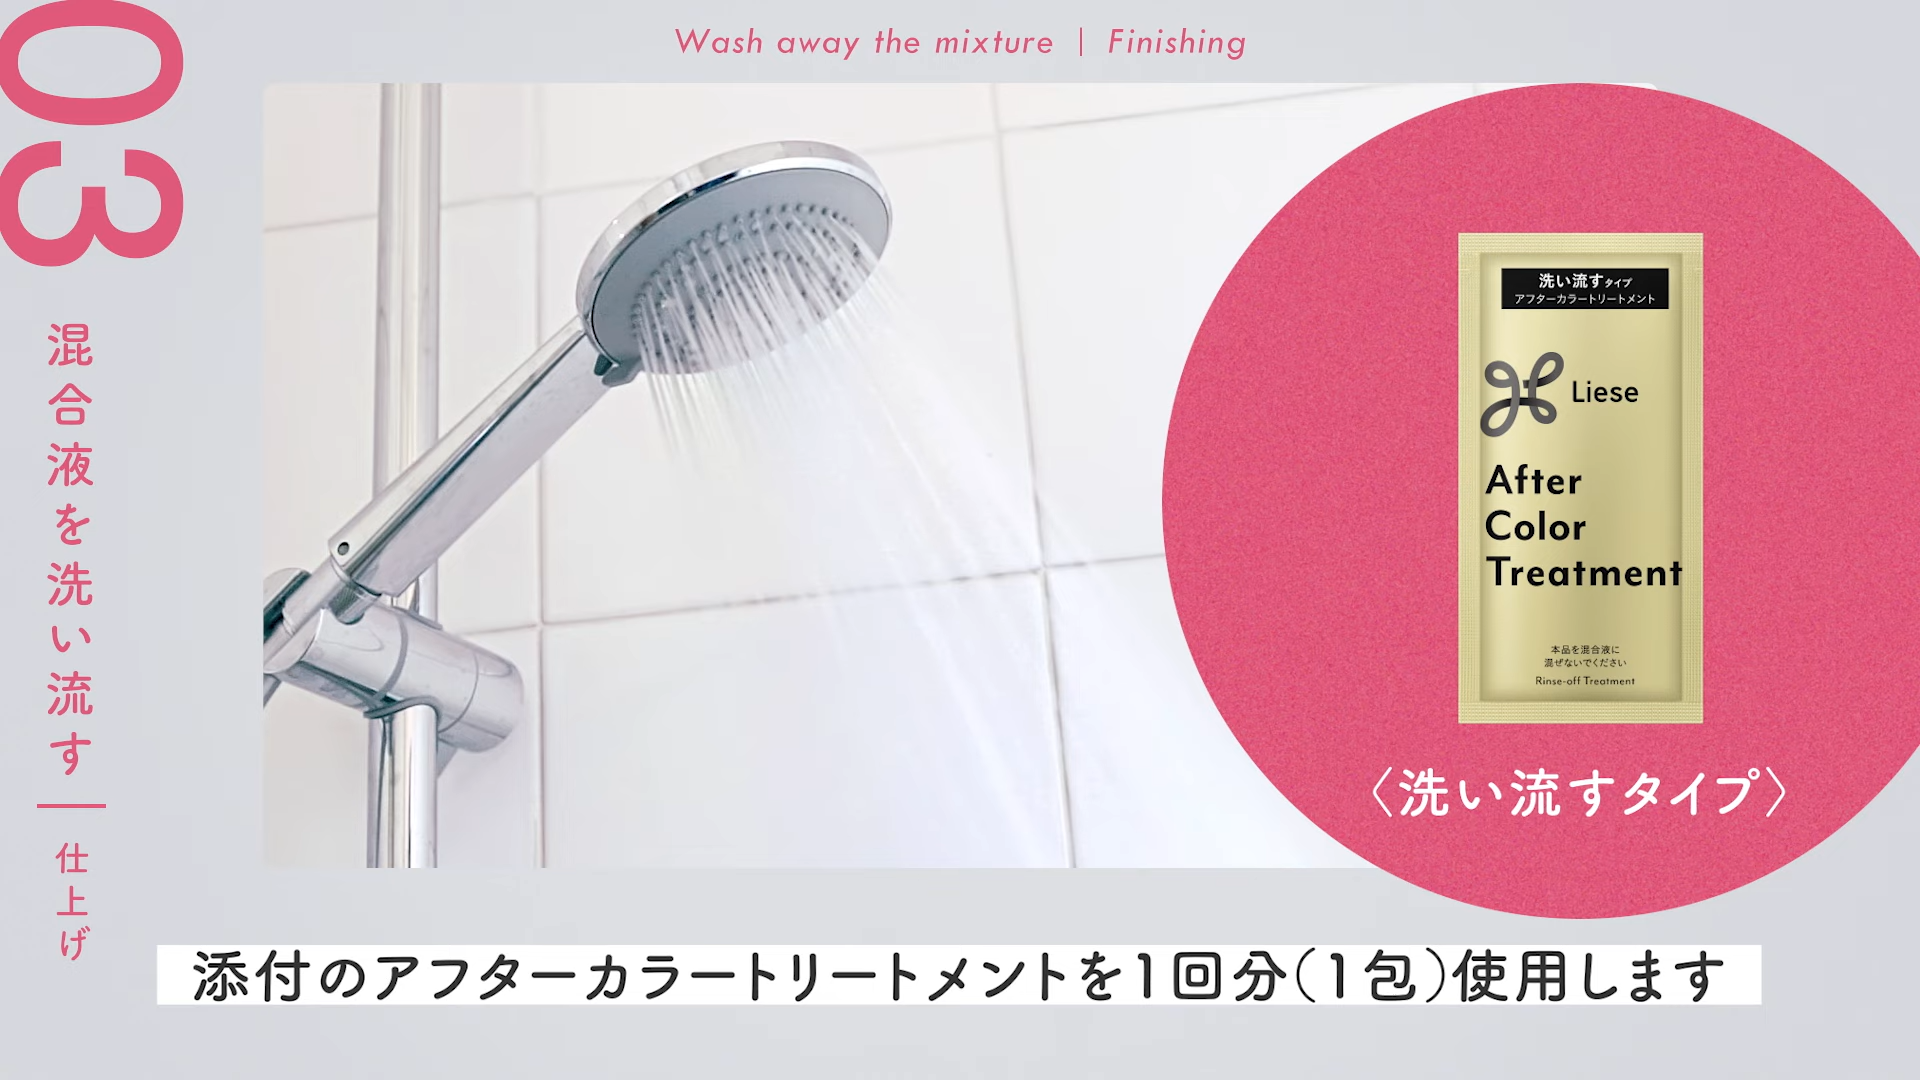 Wash away the mixture | Finishing
03
混合液を洗い流す
仕上げ
洗い流すタイプ
アフターカラートリートメント
Liese
After
Color
Treatment
本品を混合液に
混ぜないでください
Rinse-off Treatment
〈洗い流すタイプ〉
添付のアフターカラートリートメントを1回分(1包)使用します